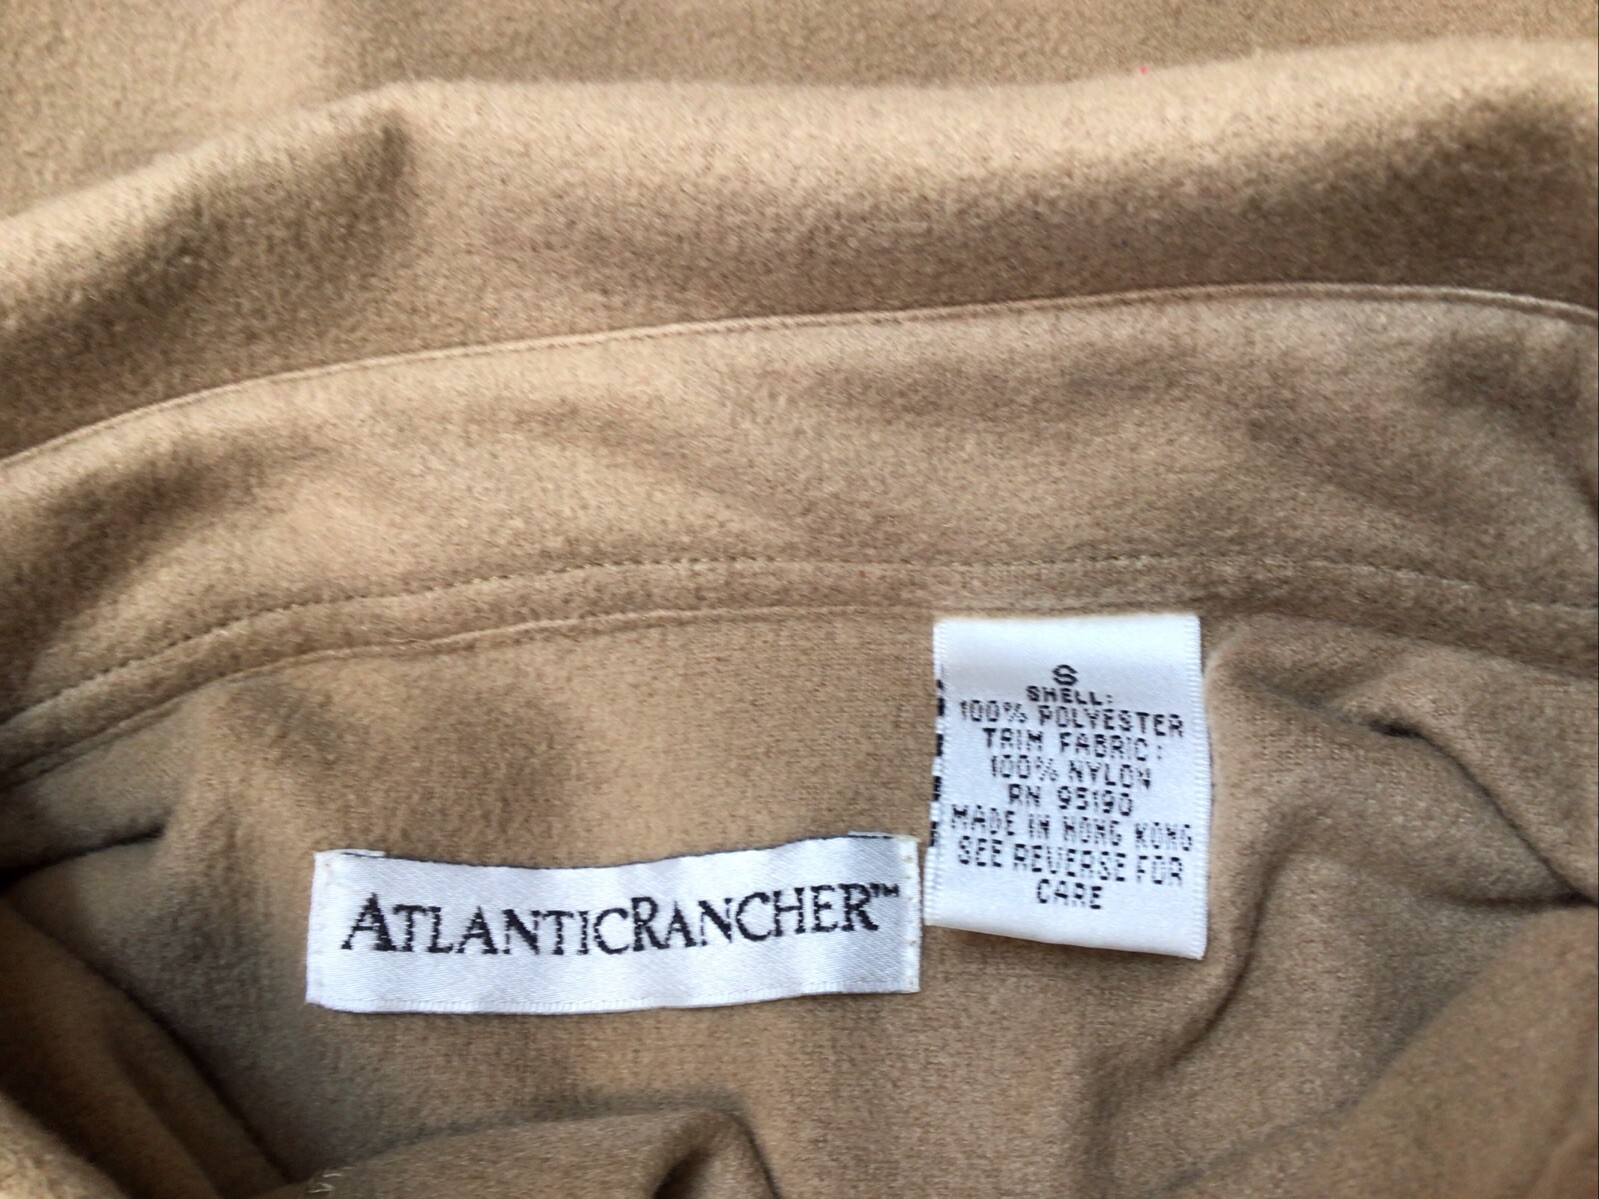 S
SHELL:
100% POLYESTER
TRIM FABRIC:
100% NYLON
RN 95190
MADE IN HONG KONG
SEE REVERSE FOR
CARE
ATLANTICRANCHER™